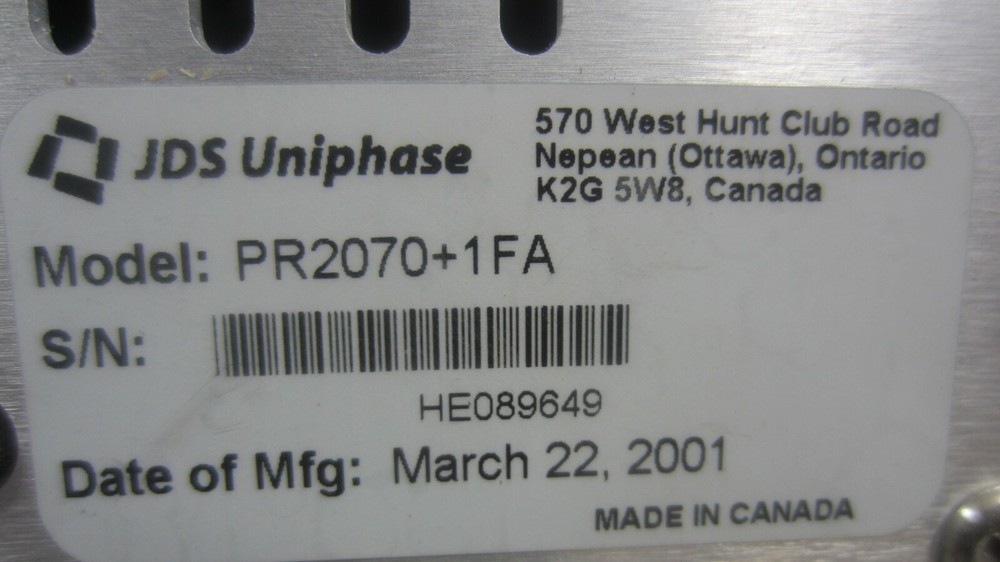 JDS Uniphase
570 West Hunt Club Road
Nepean (Ottawa), Ontario
K2G 5W8, Canada
Model: PR2070+1FA
S/N:
HE089649
Date of Mfg: March 22, 2001
MADE IN CANADA